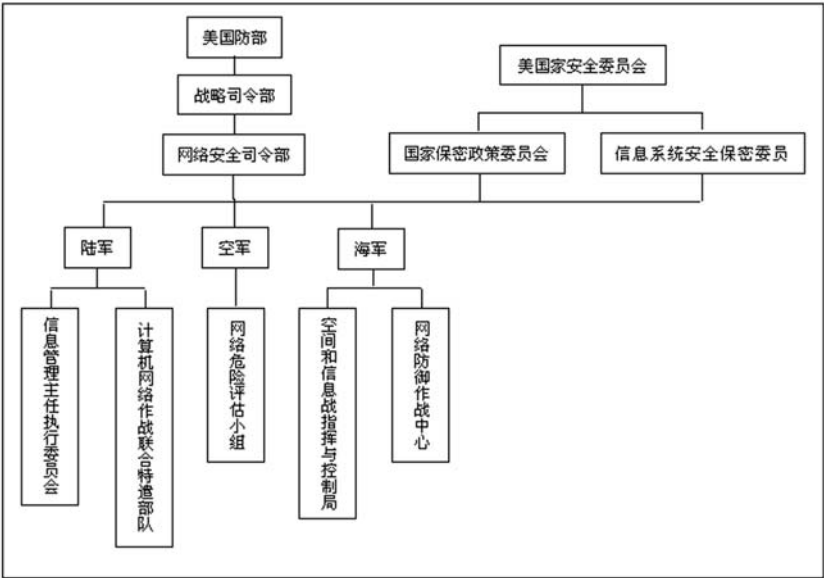 美国防部
美国家安全委员会
战略司令部
网络安全司令部
国家保密政策委员会
信息系统安全保密委员
陆军
空军
海军
信息管理主任执行委员会
计算机网络作战联合特遣部队
网络危险评估小组
空间和信息战指挥与控制局
网络防御作战中心